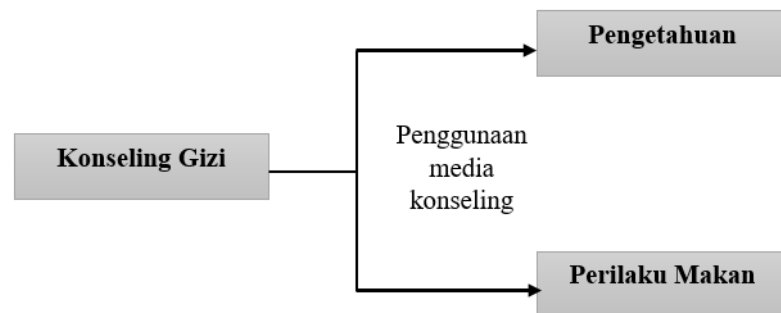 Pengetahuan
Konseling Gizi
Penggunaan
media
konseling
Perilaku Makan